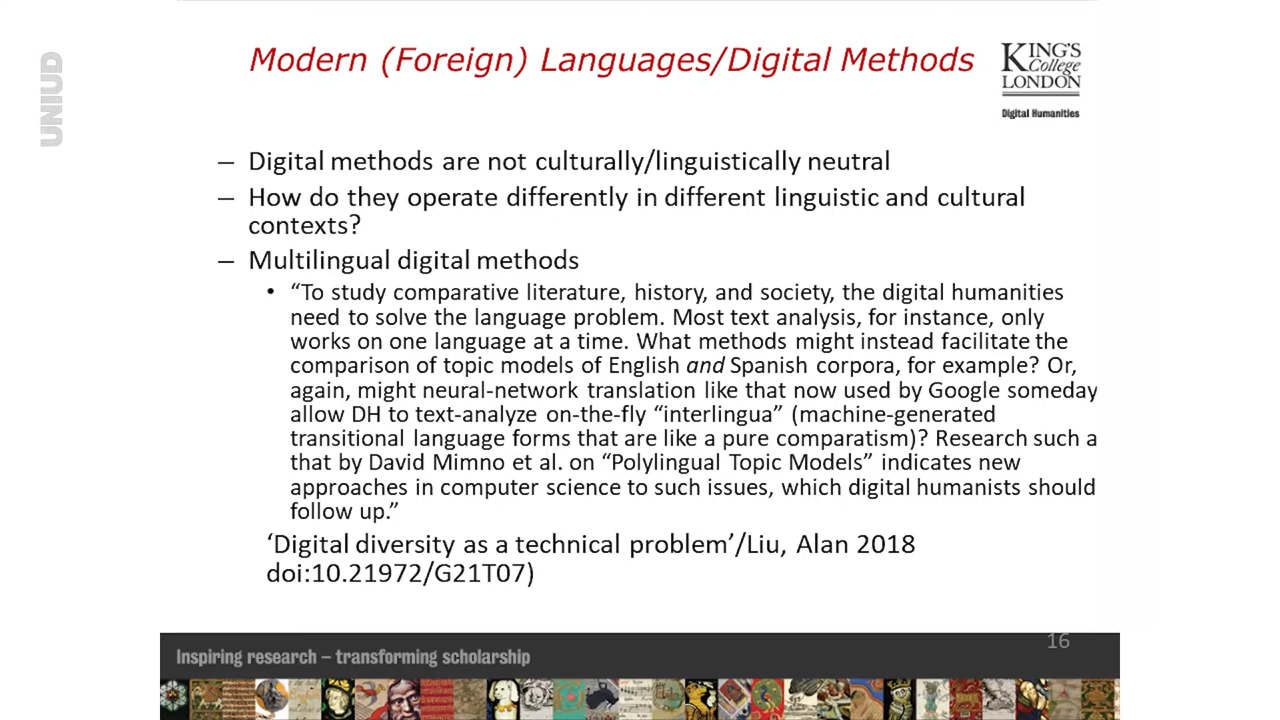 UNIUD
Modern (Foreign) Languages/Digital Methods
KING'S
College
LONDON
Digital Humanities
– Digital methods are not culturally/linguistically neutral
– How do they operate differently in different linguistic and cultural
contexts?
– Multilingual digital methods
• “To study comparative literature, history, and society, the digital humanities
need to solve the language problem. Most text analysis, for instance, only
works on one language at a time. What methods might instead facilitate the
comparison of topic models of English and Spanish corpora, for example? Or,
again, might neural-network translation like that now used by Google someday
allow DH to text-analyze on-the-fly “interlingua” (machine-generated
transitional language forms that are like a pure comparatism)? Research such a
that by David Mimno et al. on “Polylingual Topic Models” indicates new
approaches in computer science to such issues, which digital humanists should
follow up.”
‘Digital diversity as a technical problem’/Liu, Alan 2018
doi:10.21972/G21T07)
16
Inspiring research – transforming scholarship